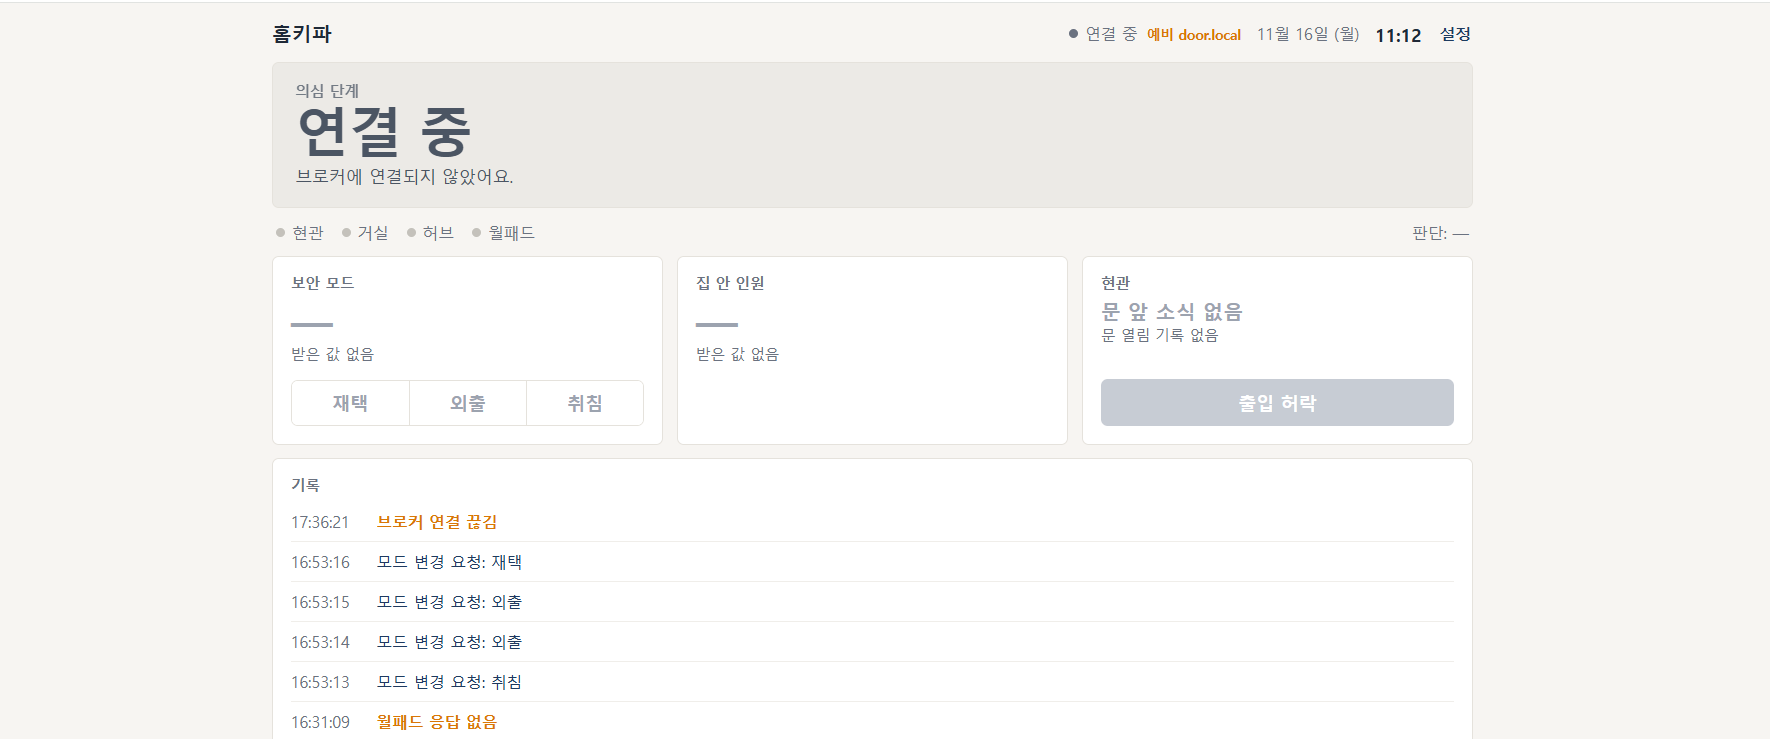 홈키파
연결 중 예비 door.local 11월 16일 (월) 11:12 설정
의심 단계
연결 중
브로커에 연결되지 않았어요.
현관 거실 허브 월패드 판단: —
보안 모드
—
받은 값 없음
재택 외출 취침
집 안 인원
—
받은 값 없음
현관
문 앞 소식 없음
문 열림 기록 없음
출입 허락
기록
17:36:21 브로커 연결 끊김
16:53:16 모드 변경 요청: 재택
16:53:15 모드 변경 요청: 외출
16:53:14 모드 변경 요청: 외출
16:53:13 모드 변경 요청: 취침
16:31:09 월패드 응답 없음